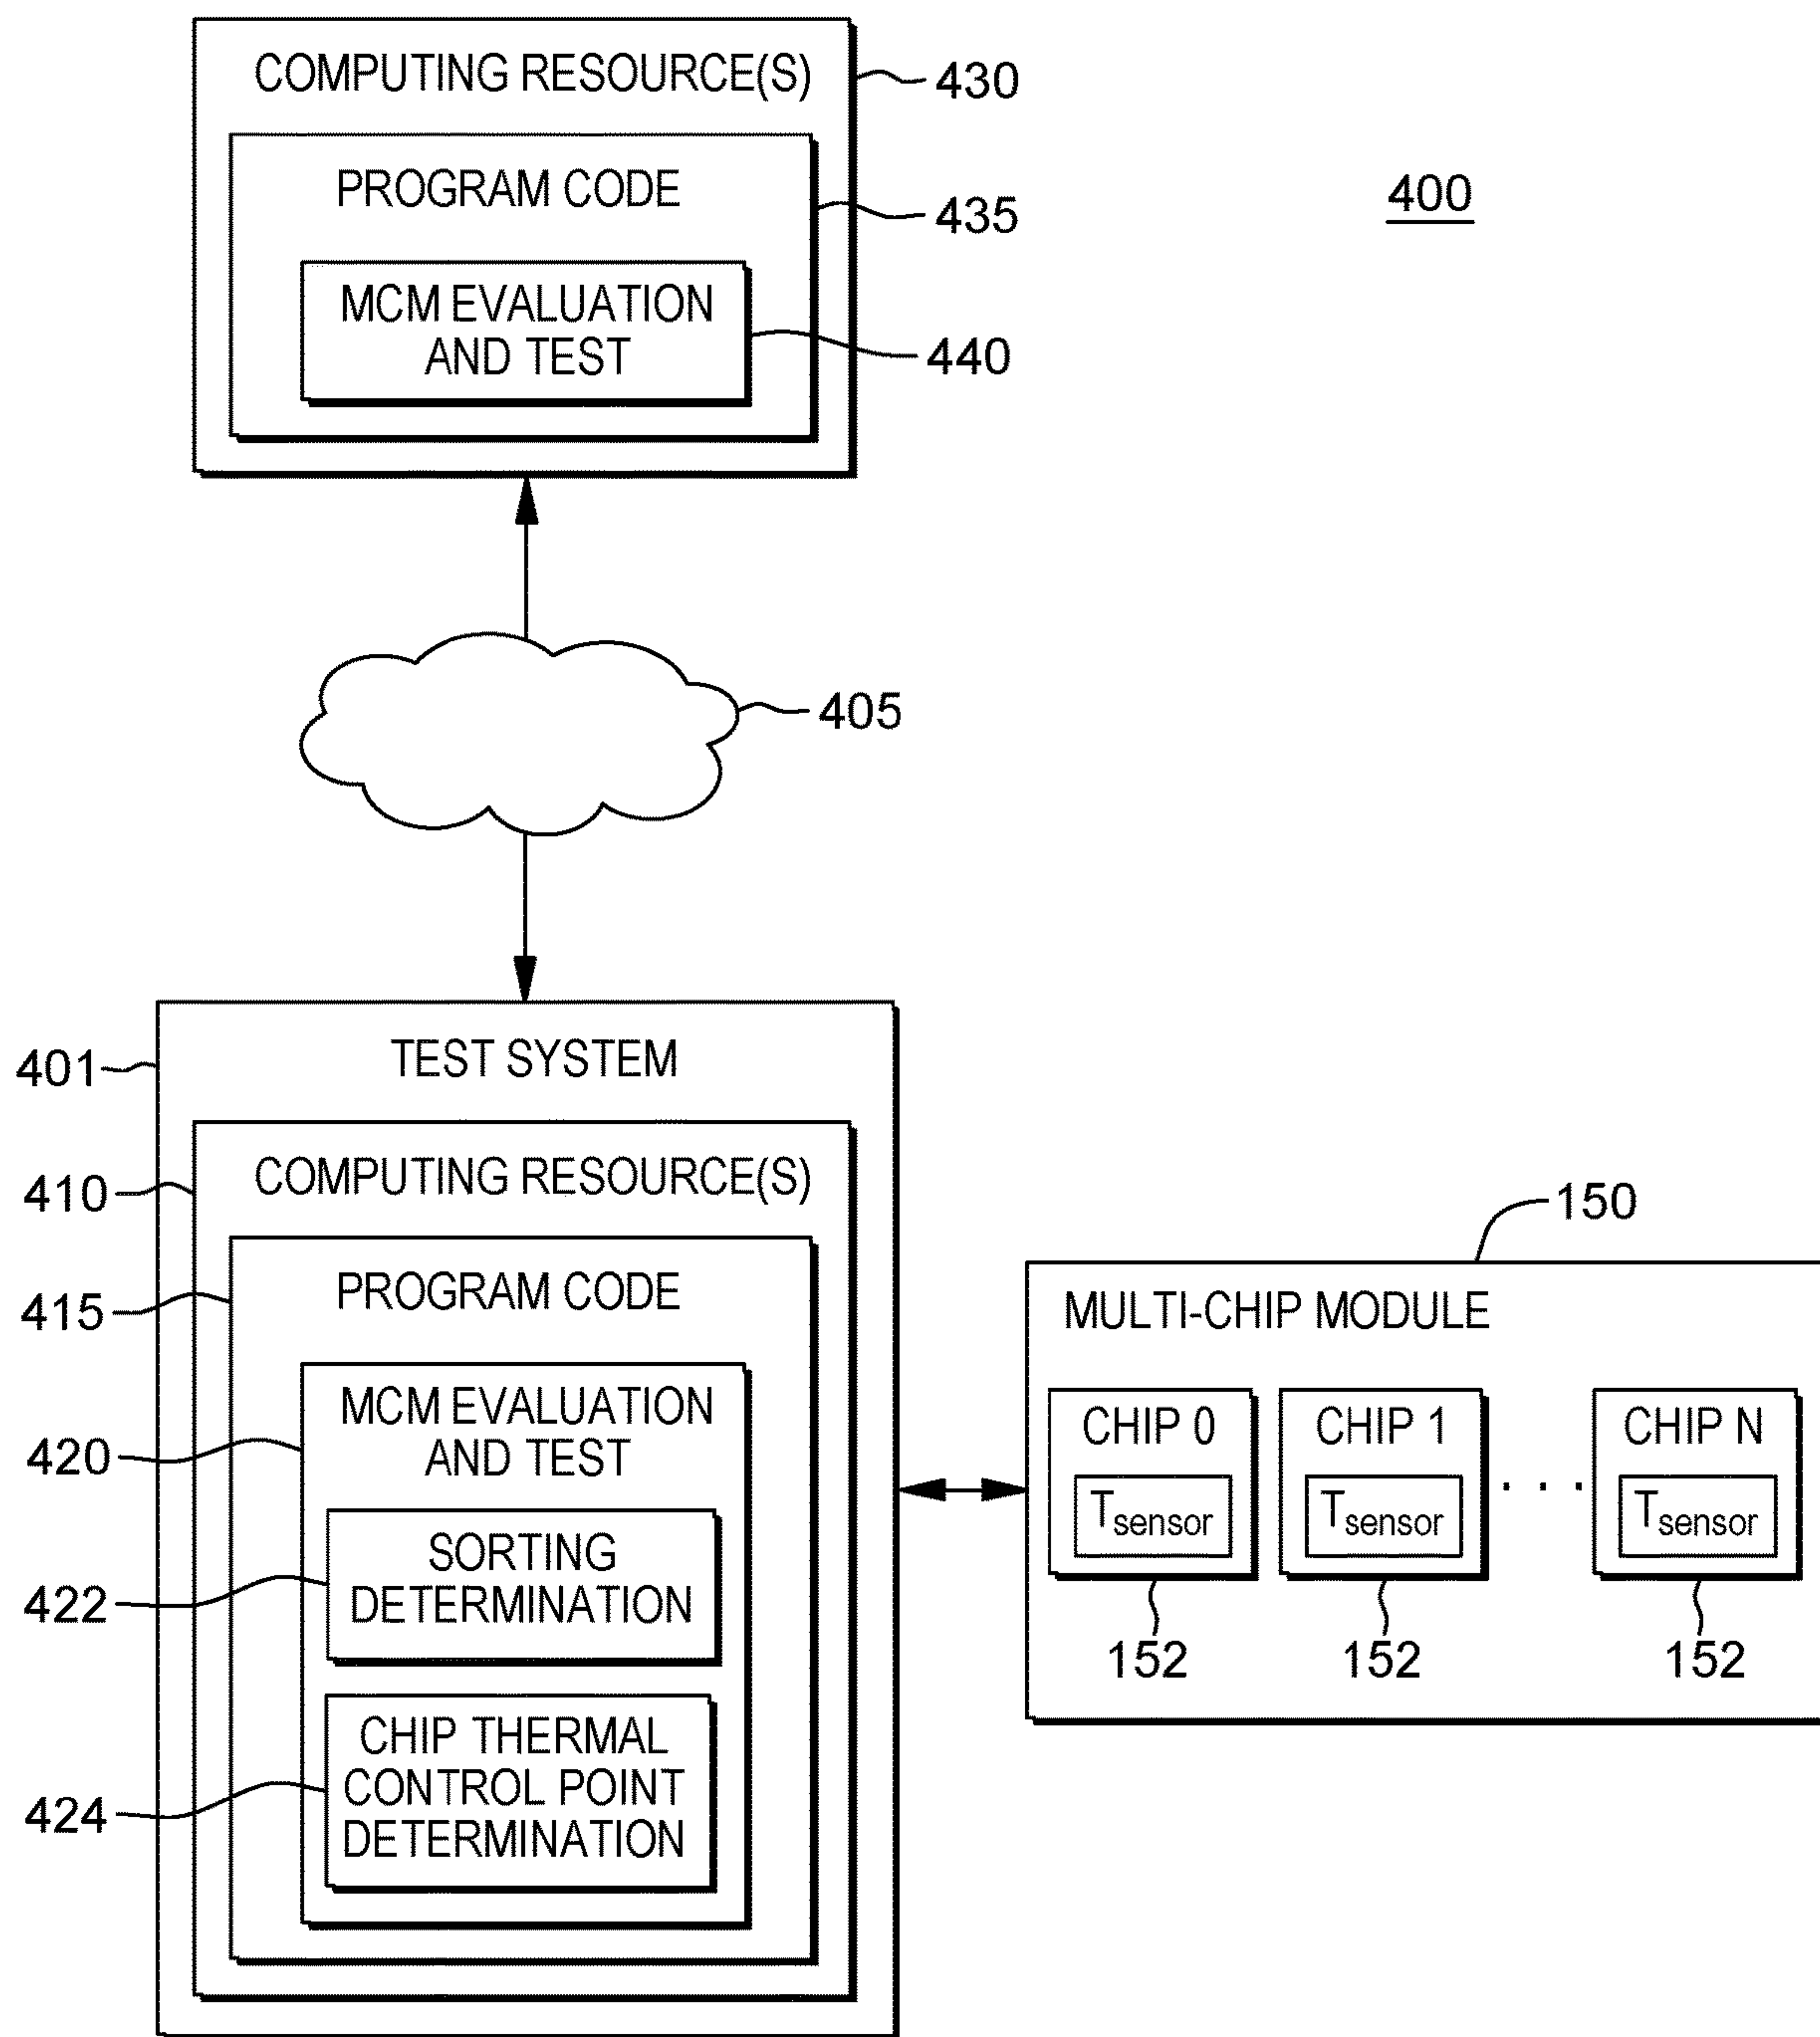 COMPUTING RESOURCE(S)
430
PROGRAM CODE
435
400
MCM EVALUATION
AND TEST
440
405
TEST SYSTEM
401
COMPUTING RESOURCE(S)
410
PROGRAM CODE
415
MCM EVALUATION
AND TEST
420
SORTING
DETERMINATION
422
CHIP THERMAL
CONTROL POINT
DETERMINATION
424
150
MULTI-CHIP MODULE
CHIP 0
Tsensor
152
CHIP 1
Tsensor
152
. . .
CHIP N
Tsensor
152